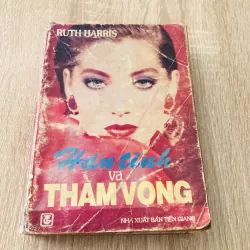 RUTH HARRIS
Hận tình
và
THAM VỌNG
NHÀ XUẤT BẢN TIỀN GIANG